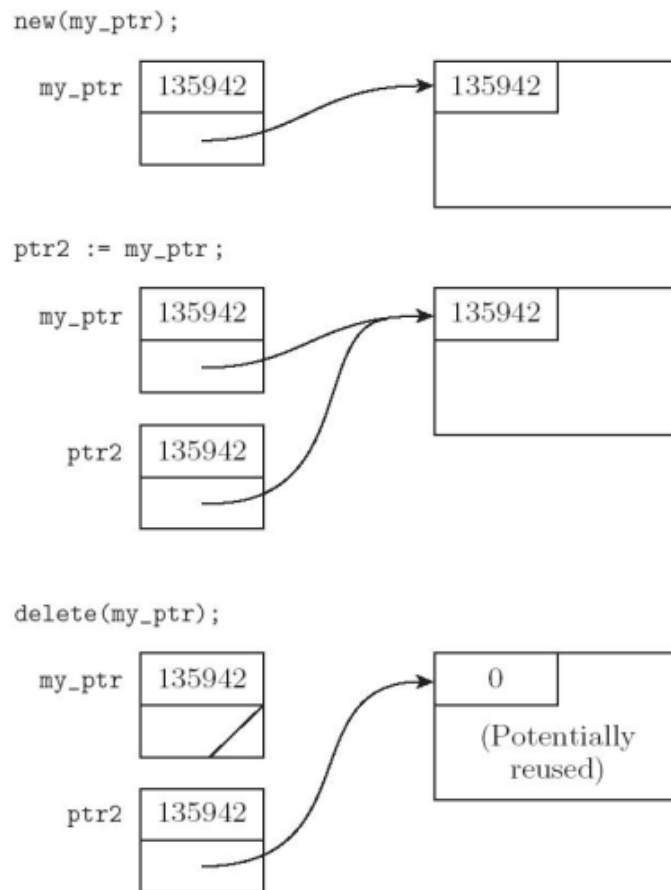 new(my_ptr);
my_ptr 135942 135942
ptr2 := my_ptr;
my_ptr 135942 135942
ptr2 135942
delete(my_ptr);
my_ptr 135942 0
(Potentially
reused)
ptr2 135942